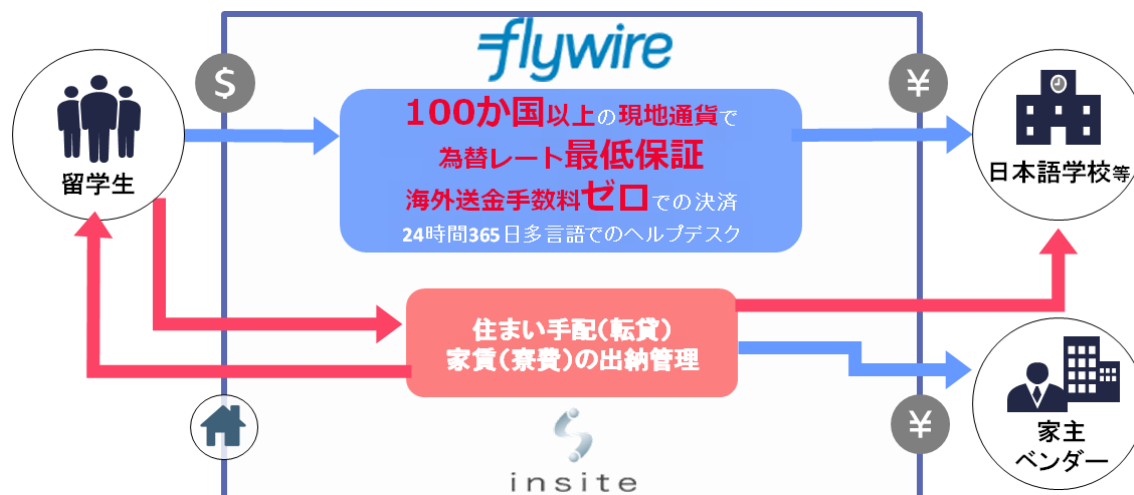 flywire
$
¥
100か国以上の現地通貨で
為替レート最低保証
海外送金手数料ゼロでの決済
24時間365日多言語でのヘルプデスク
留学生
日本語学校等
住まい手配(転貸)
家賃(寮費)の出納管理
¥
家主
ベンダー
insite